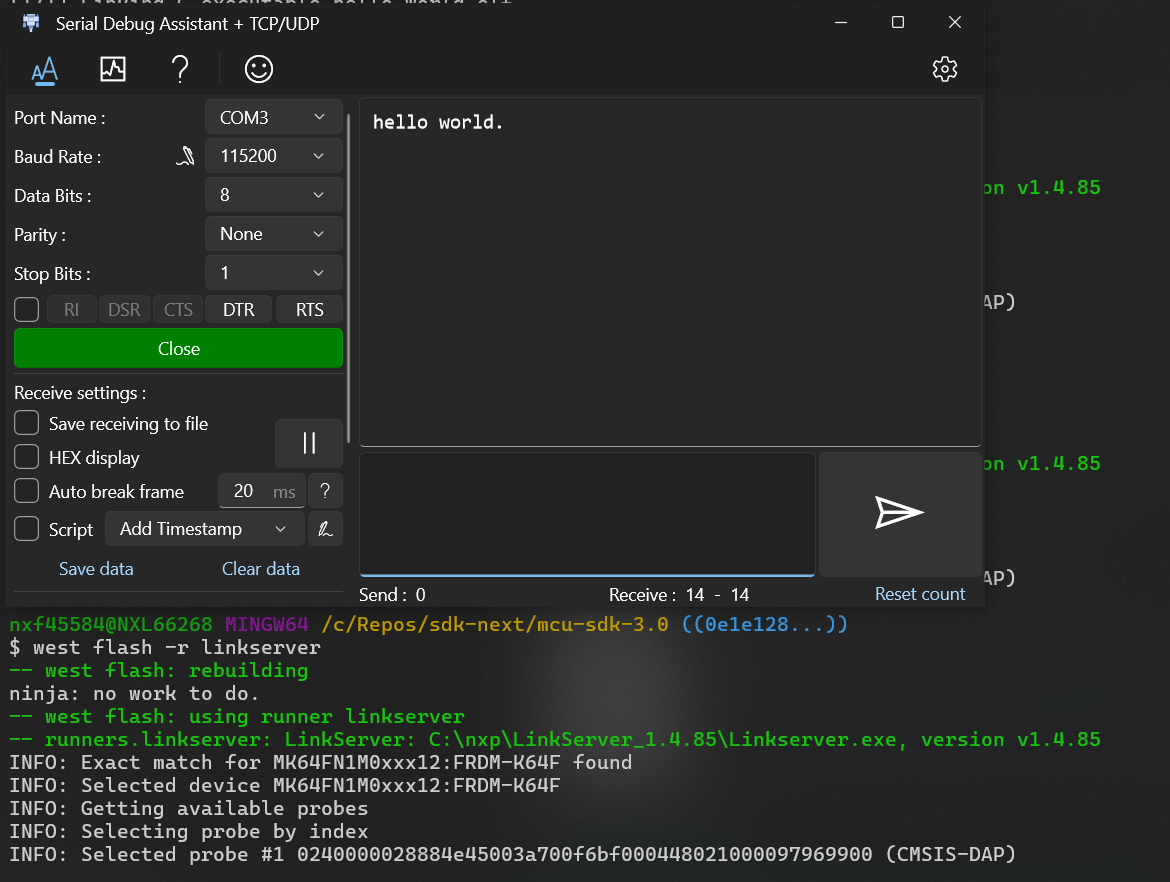 Serial Debug Assistant + TCP/UDP
Port Name :
COM3
Baud Rate :
115200
Data Bits :
8
Parity :
None
Stop Bits :
1
RI DSR CTS DTR RTS
Close
Receive settings :
Save receiving to file
HEX display
Auto break frame
20 ms ?
Script
Add Timestamp
Save data
Clear data
hello world.
Send : 0
Receive : 14 - 14
Reset count
on v1.4.85
AP)
on v1.4.85
AP)
nxf45584@NXL66268 MINGW64 /c/Repos/sdk-next/mcu-sdk-3.0 ((0e1e128...))
$ west flash -r linkserver
-- west flash: rebuilding
ninja: no work to do.
-- west flash: using runner linkserver
-- runners.linkserver: LinkServer: C:\nxp\LinkServer_1.4.85\Linkserver.exe, version v1.4.85
INFO: Exact match for MK64FN1M0xxx12:FRDM-K64F found
INFO: Selected device MK64FN1M0xxx12:FRDM-K64F
INFO: Getting available probes
INFO: Selecting probe by index
INFO: Selected probe #1 0240000028884e45003a700f6bf000448021000097969900 (CMSIS-DAP)